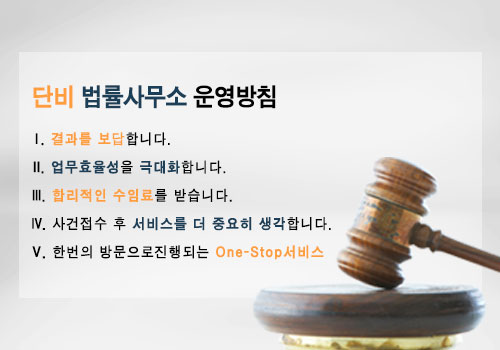 단비 법률사무소 운영방침
Ⅰ. 결과를 보답합니다.
Ⅱ. 업무효율성을 극대화합니다.
Ⅲ. 합리적인 수임료를 받습니다.
Ⅳ. 사건접수 후 서비스를 더 중요히 생각합니다.
Ⅴ. 한번의 방문으로진행되는 One-Stop서비스